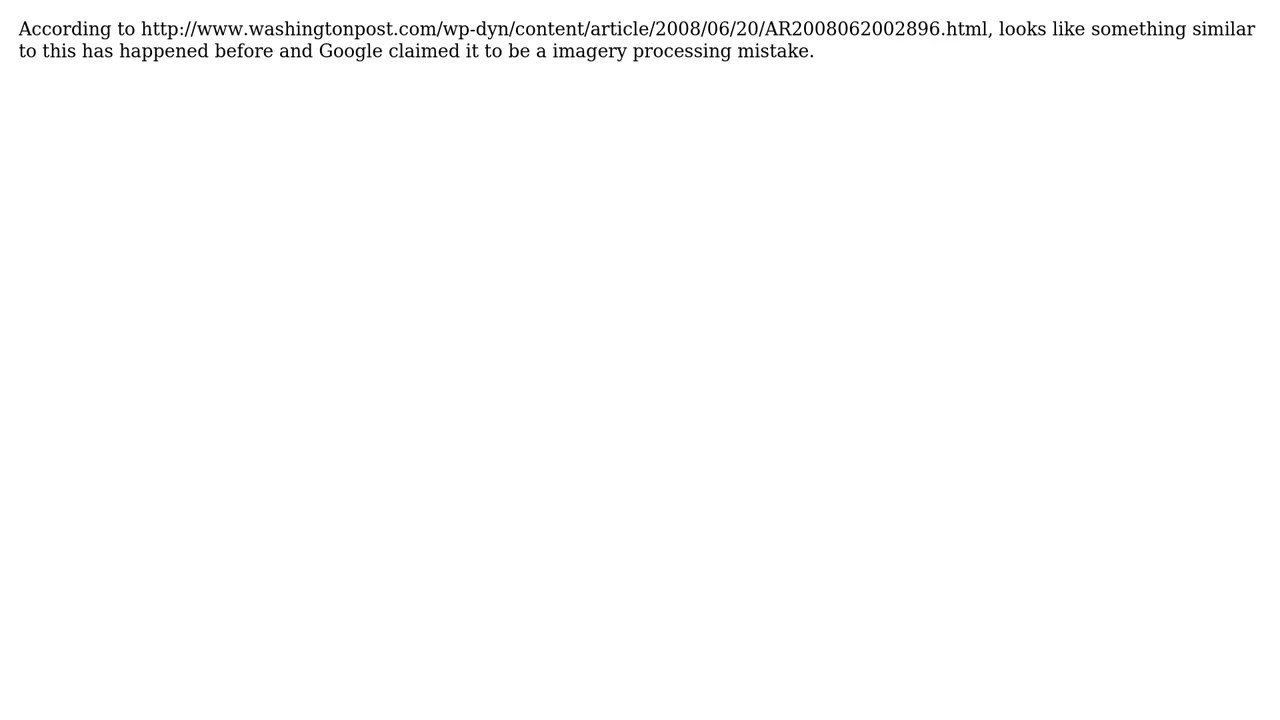 According to http://www.washingtonpost.com/wp-dyn/content/article/2008/06/20/AR2008062002896.html, looks like something similar
to this has happened before and Google claimed it to be a imagery processing mistake.